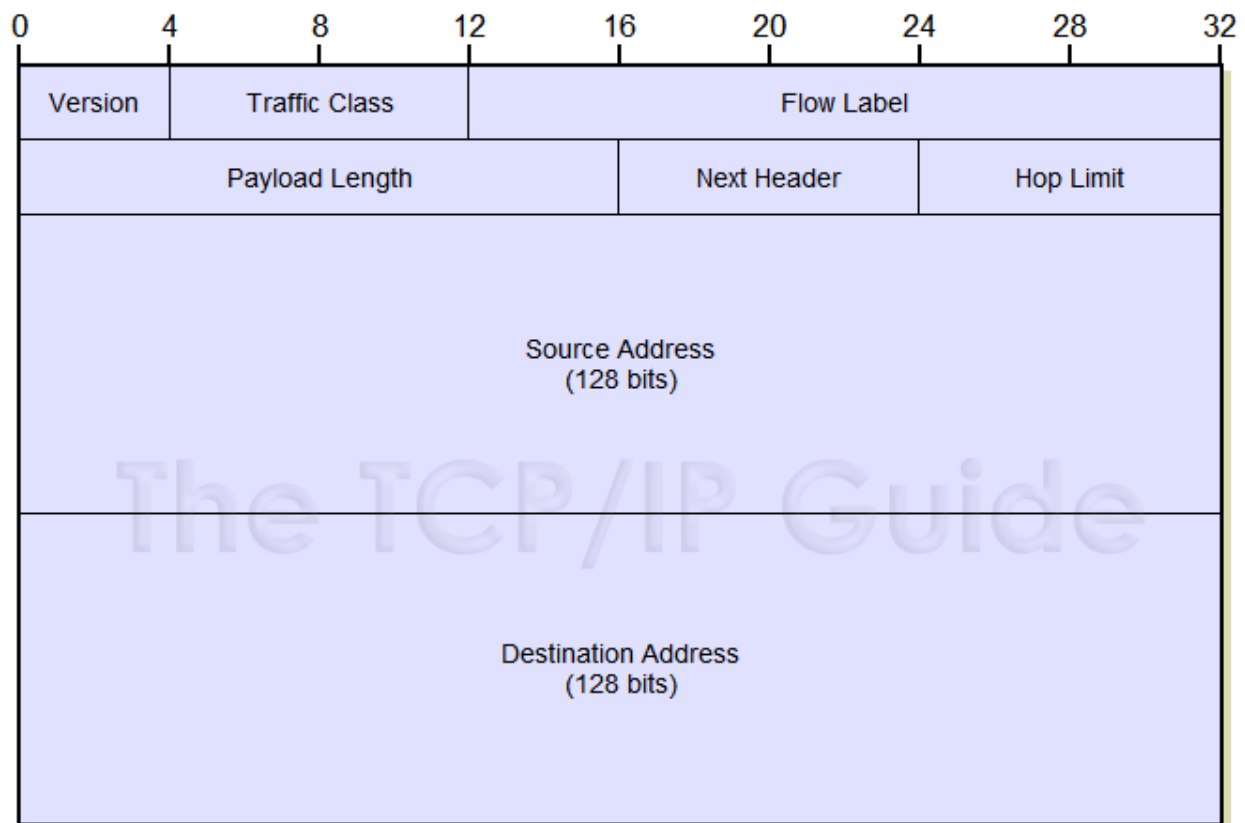 0 4 8 12 16 20 24 28 32
Version Traffic Class Flow Label
Payload Length Next Header Hop Limit
Source Address
(128 bits)
The TCP/IP Guide
Destination Address
(128 bits)